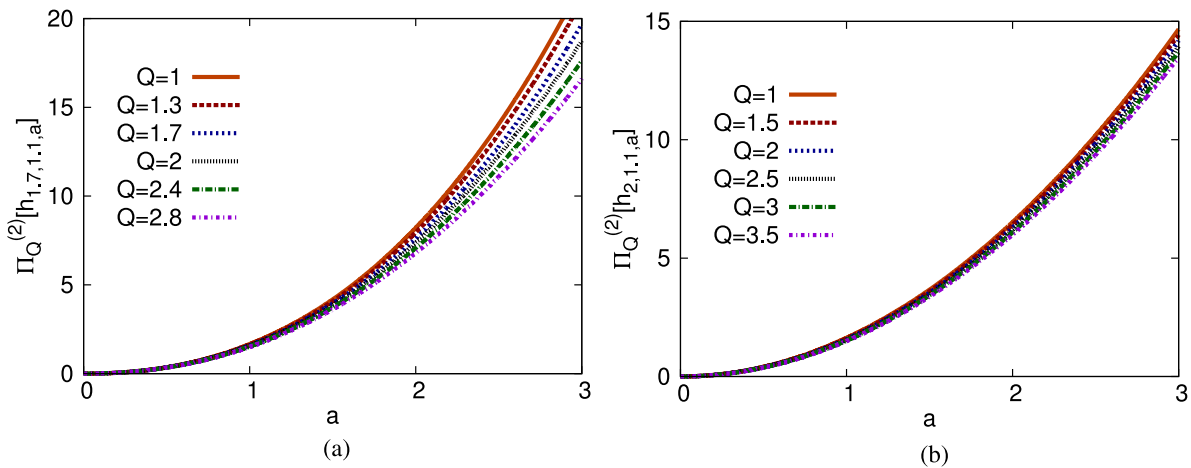 20
15
10
5
0
0 1 2 3
a
Π_Q^(2)[h_1.7,1.1,a]
Q=1
Q=1.3
Q=1.7
Q=2
Q=2.4
Q=2.8
(a)
15
10
5
0
0 1 2 3
a
Π_Q^(2)[h_2,1.1,a]
Q=1
Q=1.5
Q=2
Q=2.5
Q=3
Q=3.5
(b)